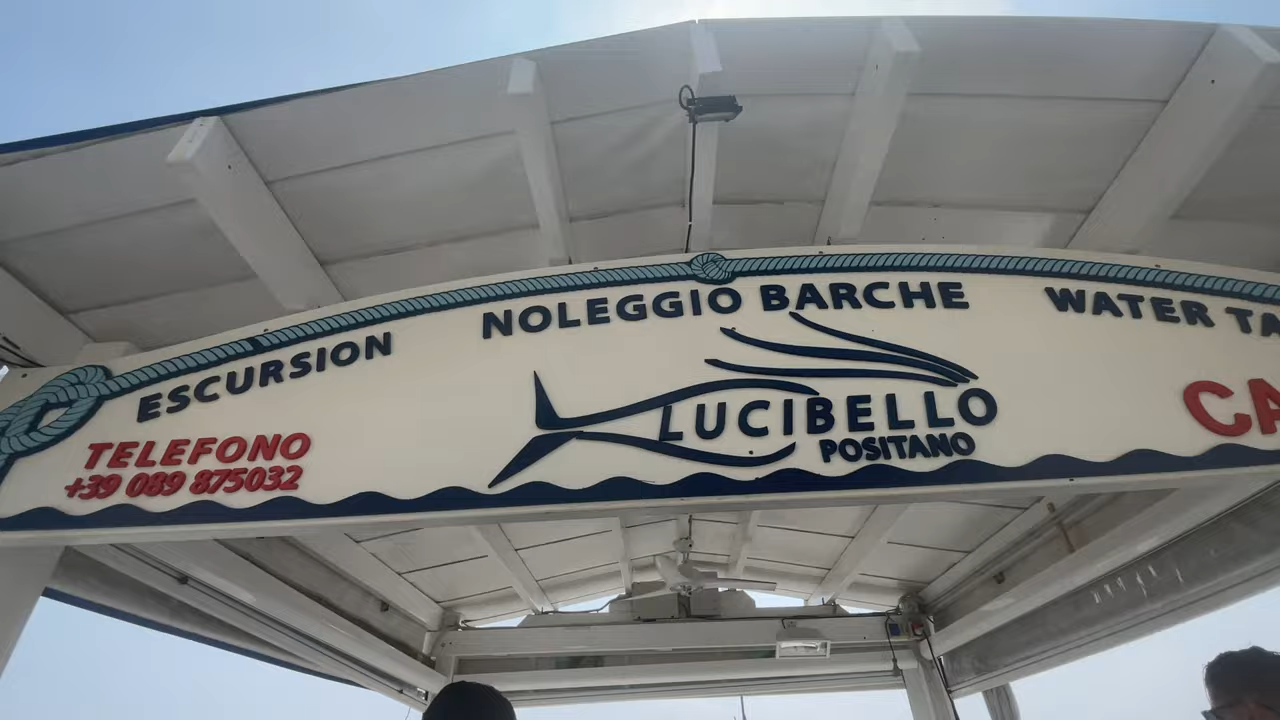 ESCURSION
NOLEGGIO BARCHE
WATER TA
TELEFONO
+39 089 875032
LUCIBELLO
POSITANO
CA